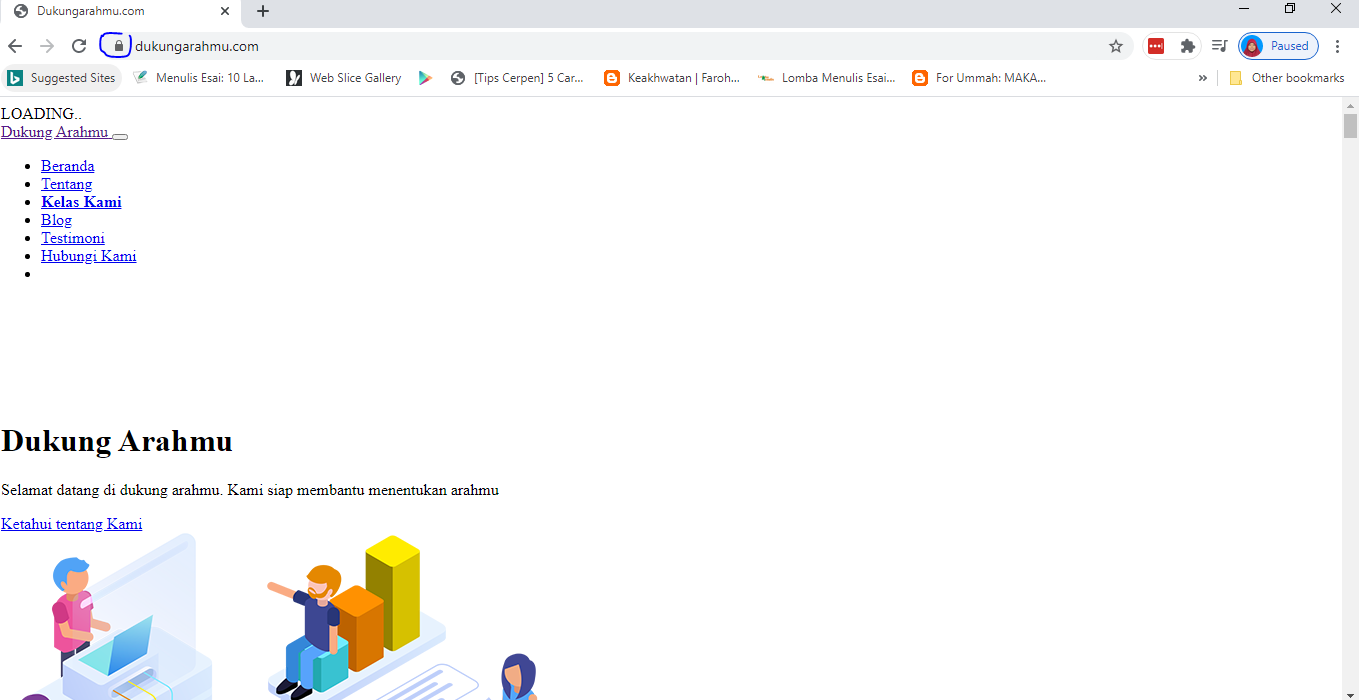 Dukungarahmu.com
dukungarahmu.com
Paused
Suggested Sites
Menulis Esai: 10 La...
Web Slice Gallery
[Tips Cerpen] 5 Car...
Keakhwatan | Faroh...
Lomba Menulis Esai...
For Ummah: MAKA...
»
Other bookmarks
LOADING..
Dukung Arahmu
Beranda
Tentang
Kelas Kami
Blog
Testimoni
Hubungi Kami
Dukung Arahmu
Selamat datang di dukung arahmu. Kami siap membantu menentukan arahmu
Ketahui tentang Kami